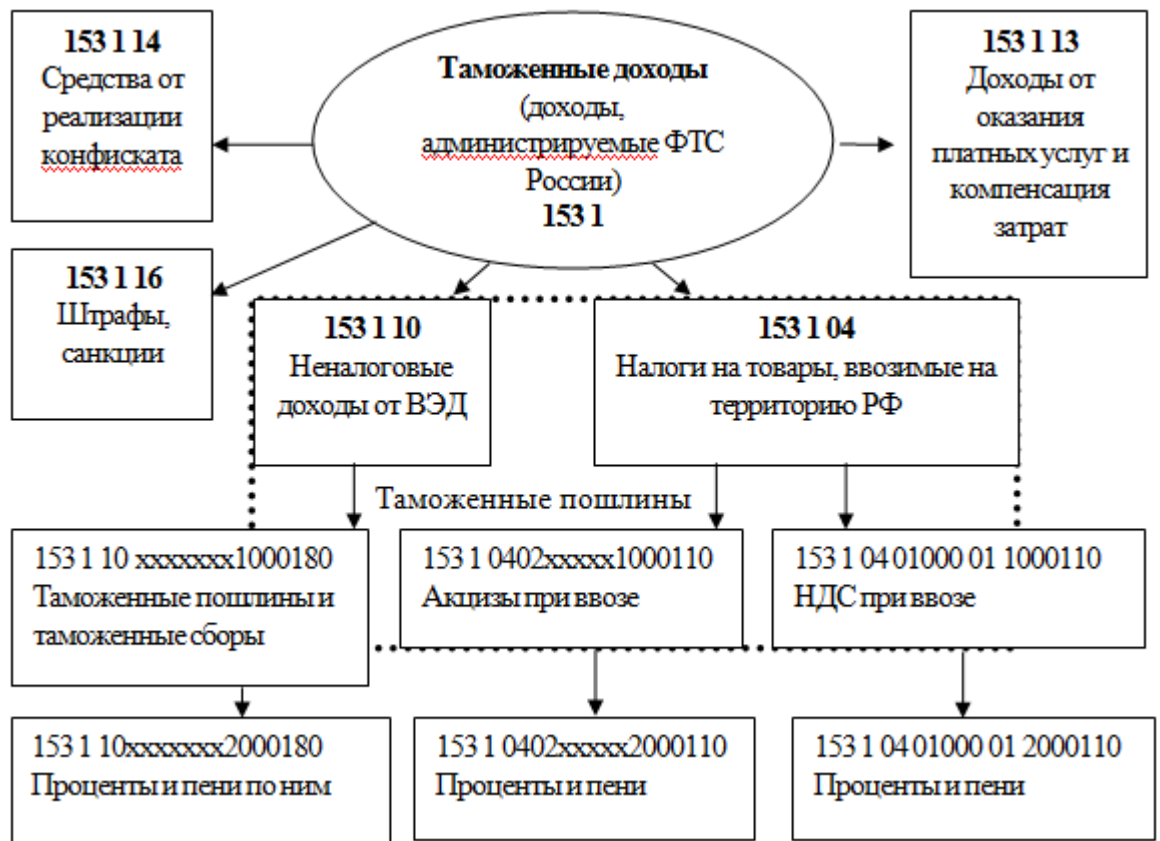 153 1 14
Средства от
реализации
конфиската
Таможенные доходы
(доходы,
администрируемые ФТС
России)
153 1
153 1 13
Доходы от
оказания
платных услуг и
компенсация
затрат
153 1 16
Штрафы,
санкции
153 1 10
Неналоговые
доходы от ВЭД
153 1 04
Налоги на товары, ввозимые на
территорию РФ
Таможенные пошлины
153 1 10 xxxxxxx1000180
Таможенные пошлины и
таможенные сборы
153 1 0402xxxxx1000110
Акцизы при ввозе
153 1 04 01000 01 1000110
НДС при ввозе
153 1 10xxxxxxx2000180
Проценты и пени по ним
153 1 0402xxxxx2000110
Проценты и пени
153 1 04 01000 01 2000110
Проценты и пени